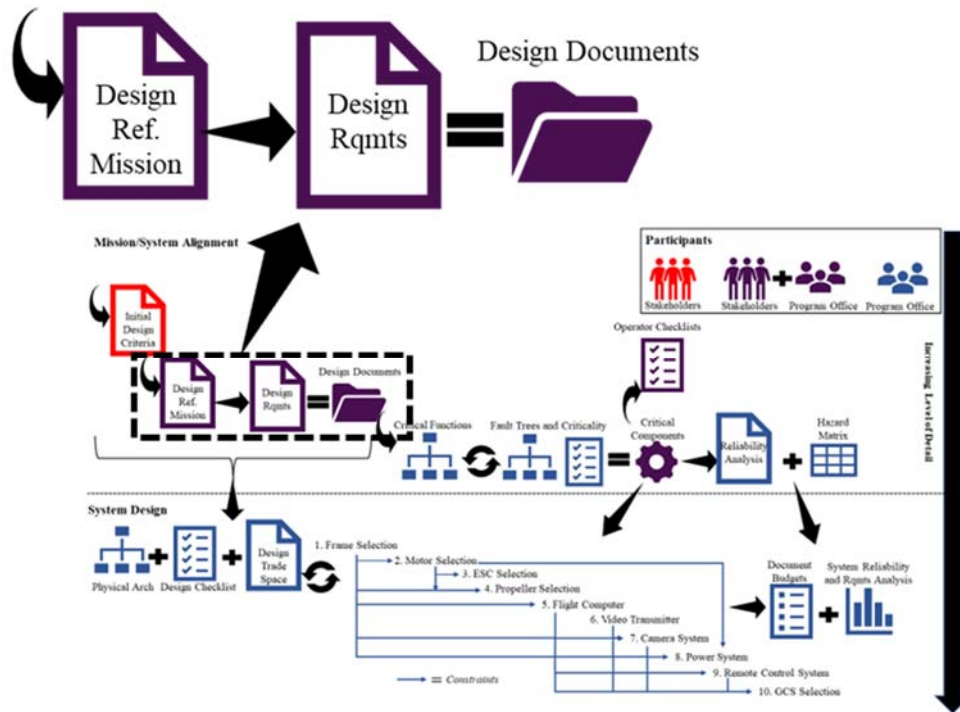 Design
Ref.
Mission
Design
Rqmts
Design Documents
Mission/System Alignment
Participants
Stakeholders
Stakeholders
Program Office
Program Office
Initial
Design
Criteria
Design
Ref.
Mission
Design
Rqmts
Design Documents
Operator Checklists
Increasing Level of Detail
Critical Functions
Fault Trees and Criticality
Critical
Components
Reliability
Analysis
Hazard
Matrix
System Design
Physical Arch
Design Checklist
Design
Trade
Space
1. Frame Selection
2. Motor Selection
3. ESC Selection
4. Propeller Selection
5. Flight Computer
6. Video Transmitter
7. Camera System
8. Power System
9. Remote Control System
10. GCS Selection
= Constraints
Document
Budgets
System Reliability
and Rqmts Analysis